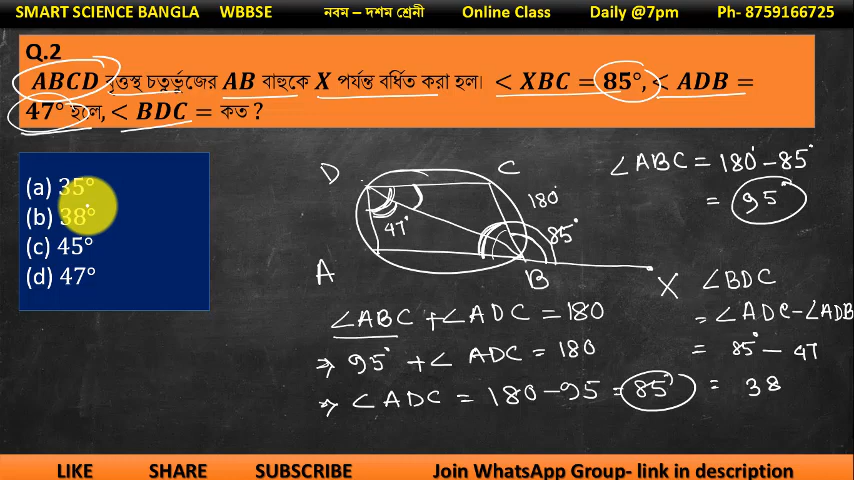 SMART SCIENCE BANGLA WBBSE নবম – দশম শ্রেণী Online Class Daily @7pm Ph- 8759166725
Q.2
ABCD বৃত্তস্থ চতুর্ভুজের AB বাহুকে X পর্যন্ত বর্ধিত করা হল। < XBC = 85°, < ADB =
47° হলে, < BDC = কত ?
(a) 35°
(b) 38°
(c) 45°
(d) 47°
D C
180°
47°
85°
A B X
∠ABC = 180° – 85°
= 95°
∠ABC + ∠ADC = 180
⇒ 95° + ∠ADC = 180
⇒ ∠ADC = 180 – 95 = 85°
∠BDC
= ∠ADC – ∠ADB
= 85° – 47
= 38
LIKE SHARE SUBSCRIBE Join WhatsApp Group- link in description